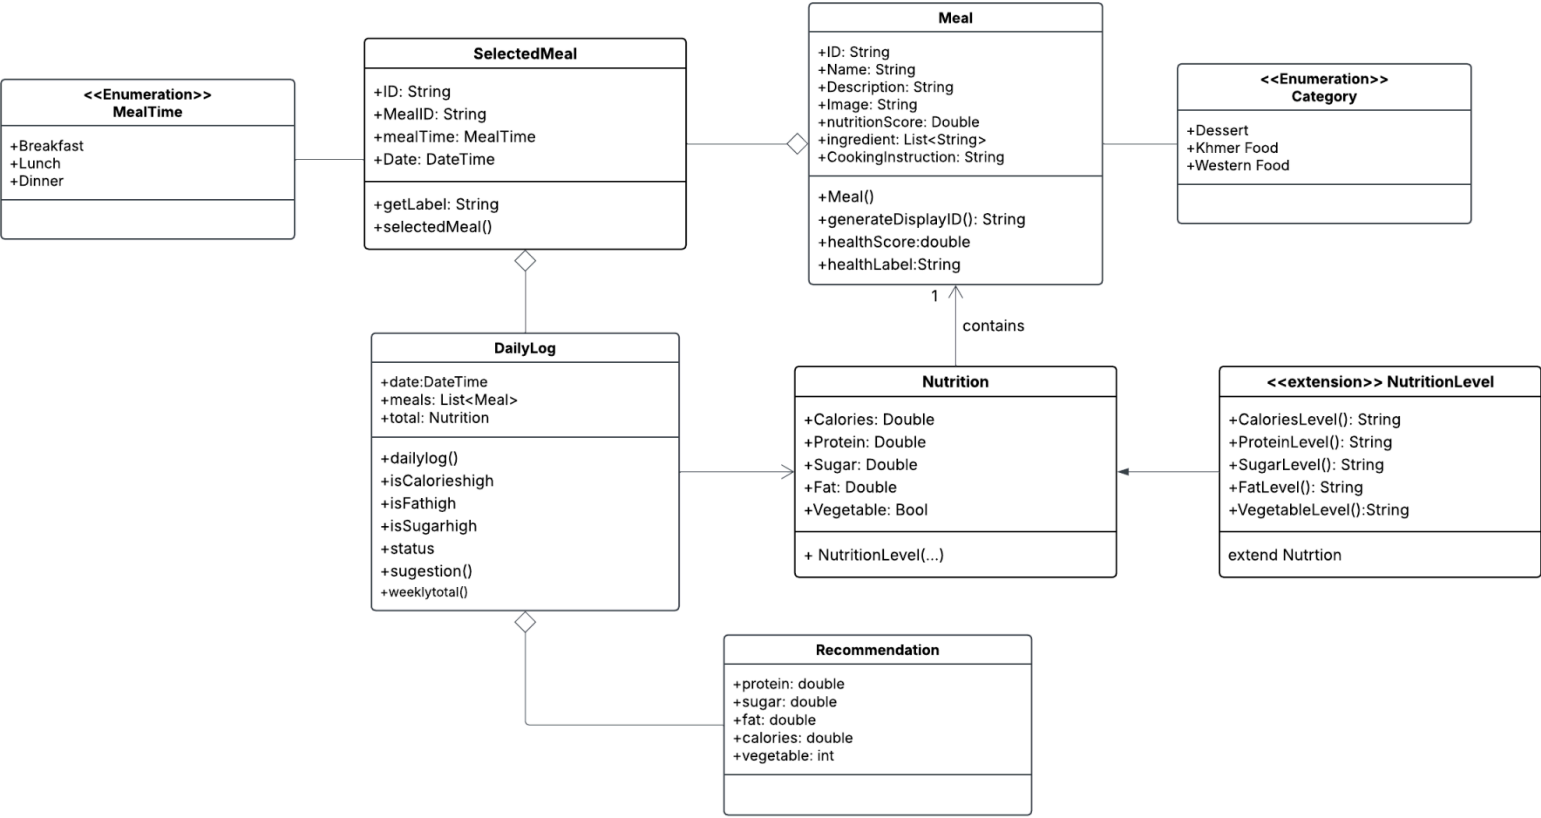 <<Enumeration>>
MealTime
+Breakfast
+Lunch
+Dinner
SelectedMeal
+ID: String
+MealID: String
+mealTime: MealTime
+Date: DateTime
+getLabel: String
+selectedMeal()
Meal
+ID: String
+Name: String
+Description: String
+Image: String
+nutritionScore: Double
+ingredient: List<String>
+CookingInstruction: String
+Meal()
+generateDisplayID(): String
+healthScore:double
+healthLabel:String
<<Enumeration>>
Category
+Dessert
+Khmer Food
+Western Food
1
contains
DailyLog
+date:DateTime
+meals: List<Meal>
+total: Nutrition
+dailylog()
+isCalorieshigh
+isFathigh
+isSugarhigh
+status
+sugestion()
+weeklytotal()
Nutrition
+Calories: Double
+Protein: Double
+Sugar: Double
+Fat: Double
+Vegetable: Bool
+ NutritionLevel(...)
<<extension>> NutritionLevel
+CaloriesLevel(): String
+ProteinLevel(): String
+SugarLevel(): String
+FatLevel(): String
+VegetableLevel():String
extend Nutrtion
Recommendation
+protein: double
+sugar: double
+fat: double
+calories: double
+vegetable: int